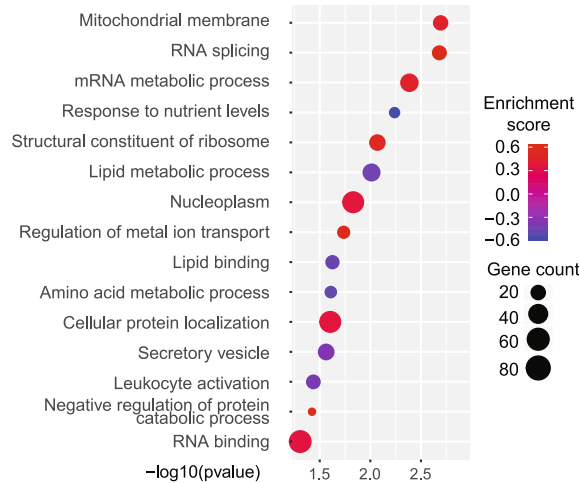 Mitochondrial membrane
RNA splicing
mRNA metabolic process
Response to nutrient levels
Structural constituent of ribosome
Lipid metabolic process
Nucleoplasm
Regulation of metal ion transport
Lipid binding
Amino acid metabolic process
Cellular protein localization
Secretory vesicle
Leukocyte activation
Negative regulation of protein
catabolic process
RNA binding
−log10(pvalue)
1.5 2.0 2.5
Enrichment
score
0.6
0.3
0.0
−0.3
−0.6
Gene count
20
40
60
80